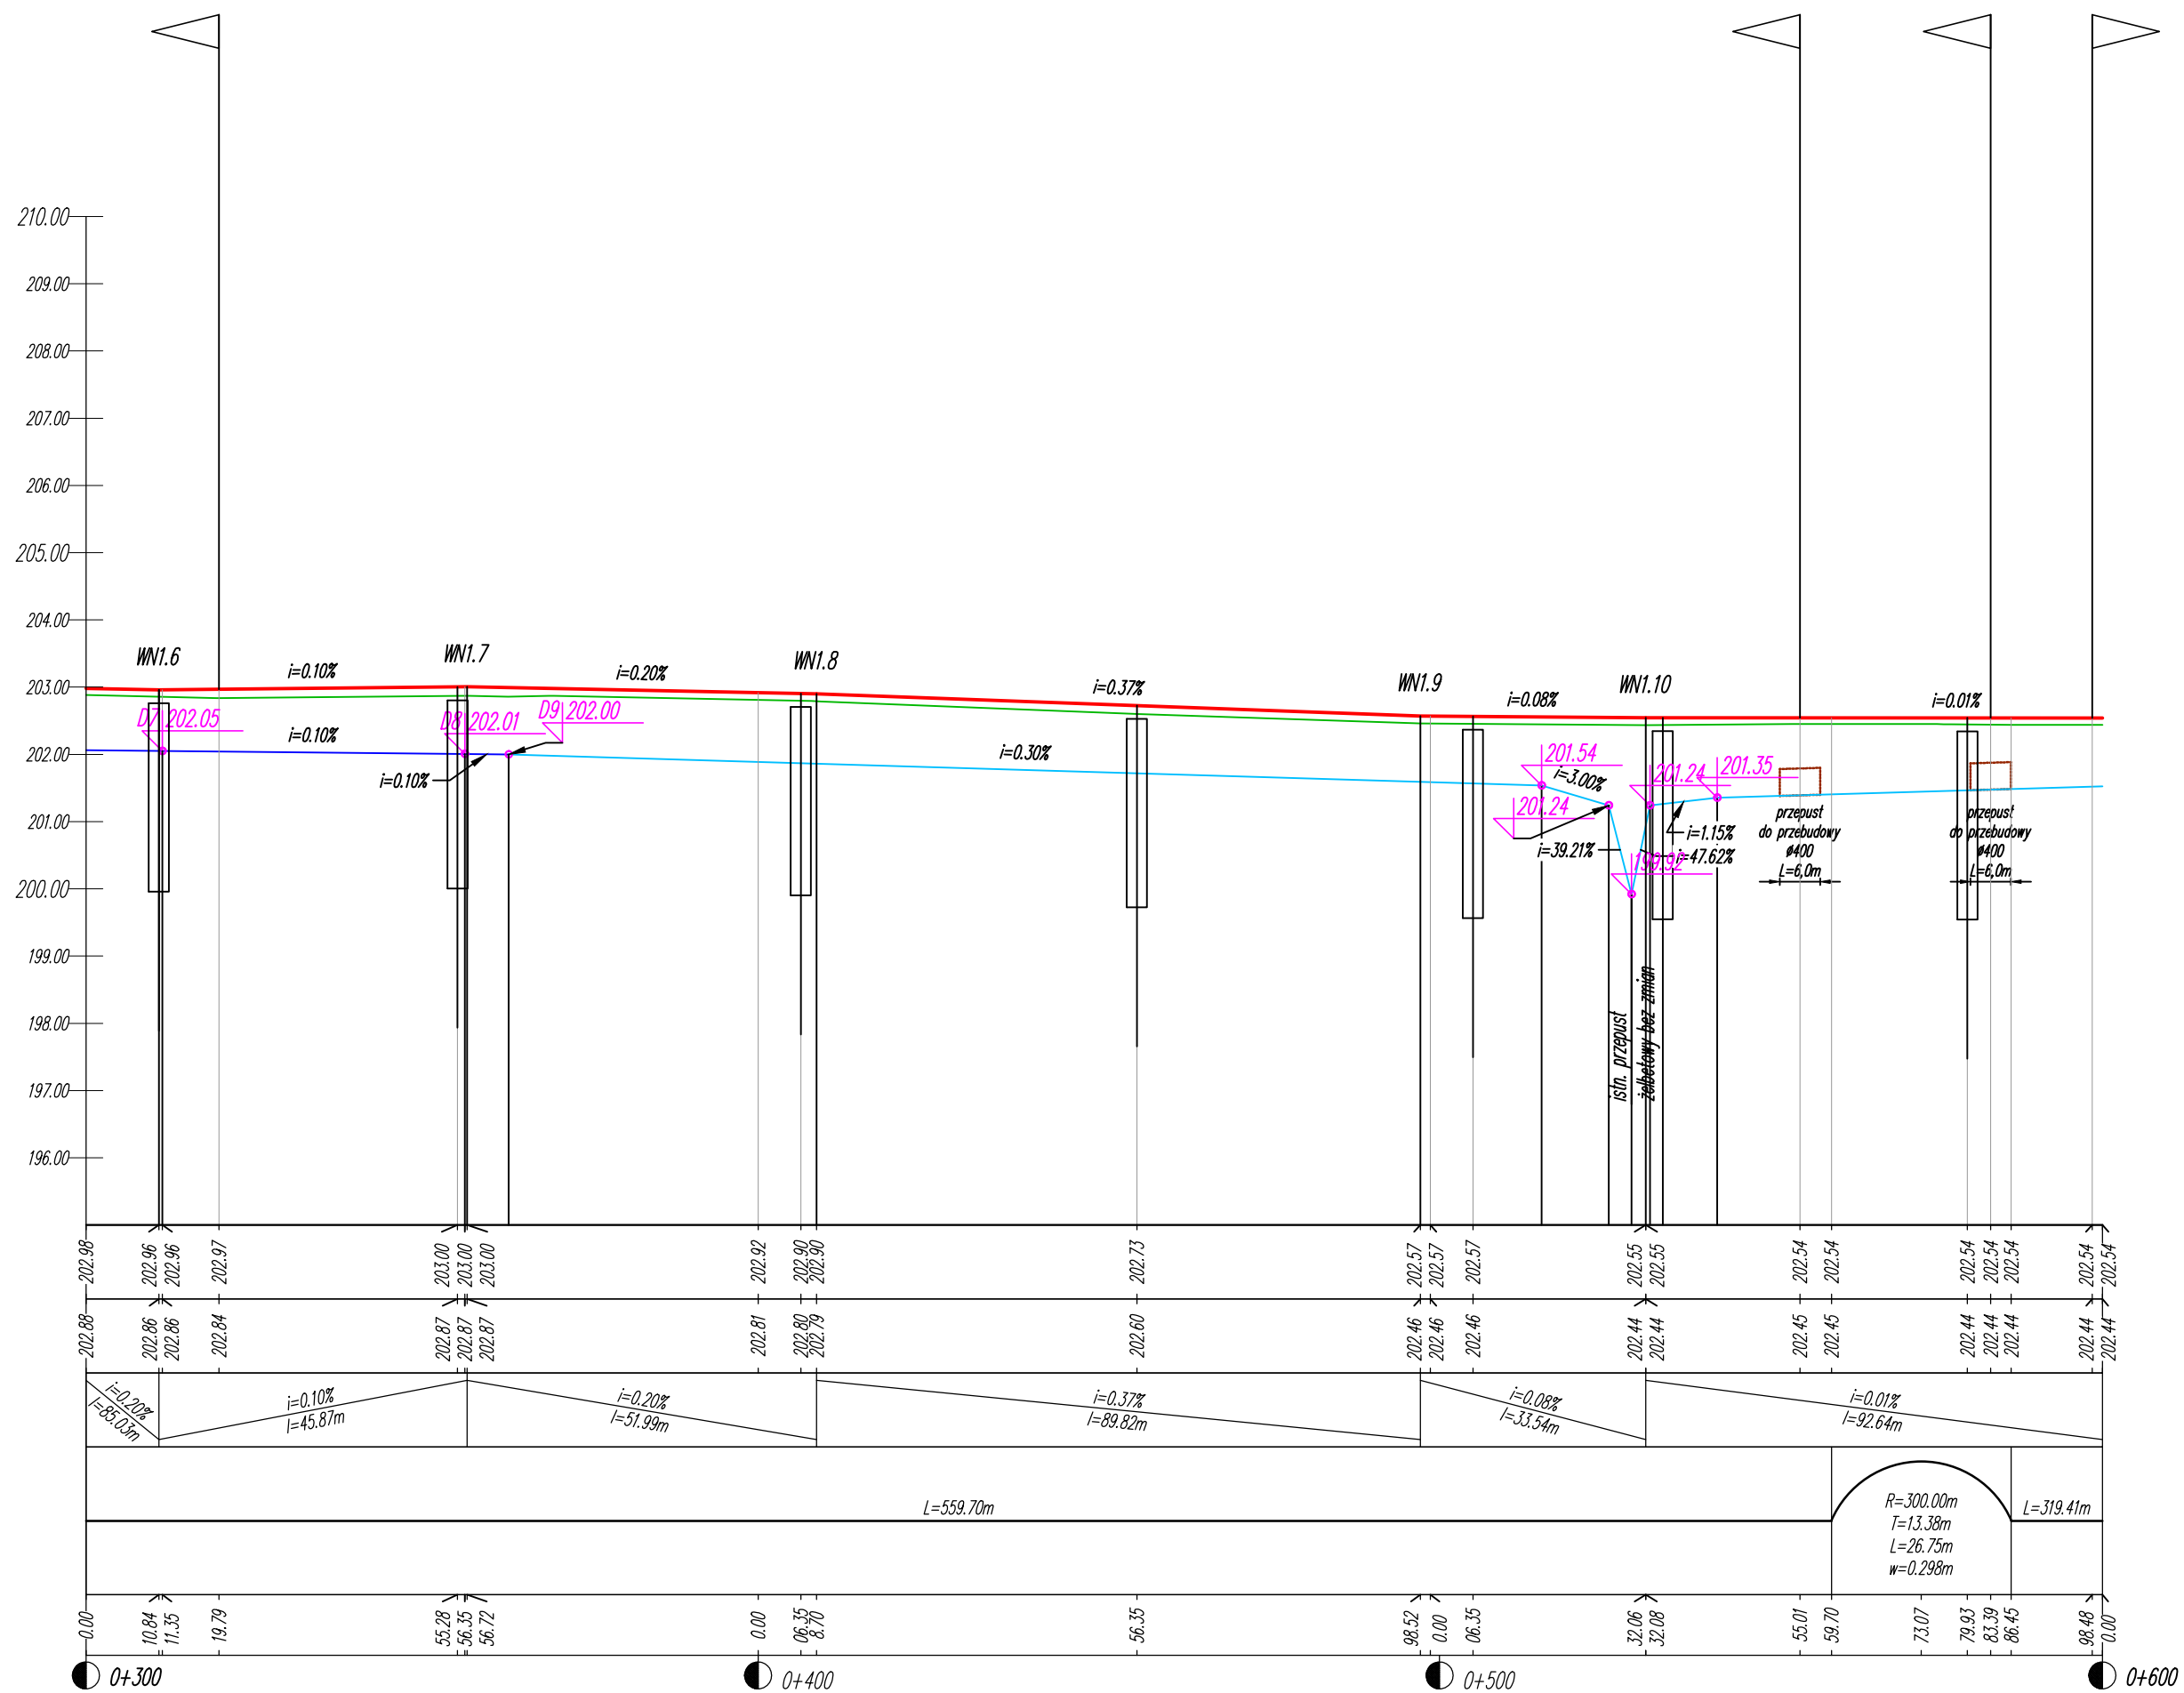 210.00
209.00
208.00
207.00
206.00
205.00
204.00
203.00
202.00
201.00
200.00
199.00
198.00
197.00
196.00
WN1.6
WN1.7
WN1.8
WN1.9
WN1.10
i=0.10%
i=0.20%
i=0.37%
i=0.08%
i=0.01%
D7 202.05
i=0.10%
D8 202.01
D9 202.00
i=0.10%
i=0.30%
201.54
i=3.00%
201.24
201.24
201.35
i=1.15%
i=39.21%
i=47.62%
199.92
przepust
do przebudowy
ø400
L=6,0m
przepust
do przebudowy
ø400
L=6,0m
istn. przepust
żelbetowy bez zmian
202.98 202.96 202.96 202.97 203.00 203.00 203.00 202.92 202.90 202.90 202.73 202.57 202.57 202.57 202.55 202.55 202.54 202.54 202.54 202.54 202.54 202.54 202.54
202.88 202.86 202.86 202.84 202.87 202.87 202.87 202.81 202.80 202.79 202.60 202.46 202.46 202.46 202.44 202.44 202.45 202.45 202.44 202.44 202.44 202.44 202.44
i=0.20%
l=85.03m
i=0.10%
l=45.87m
i=0.20%
l=51.99m
i=0.37%
l=89.82m
i=0.08%
l=33.54m
i=0.01%
l=92.64m
L=559.70m
R=300.00m
T=13.38m
L=26.75m
w=0.298m
L=319.41m
0.00 10.84 11.35 19.79 55.28 56.35 56.72 0.00 06.35 8.70 56.35 98.52 0.00 06.35 32.06 32.08 55.01 59.70 73.07 79.93 83.39 86.45 98.48 0.00
0+300 0+400 0+500 0+600